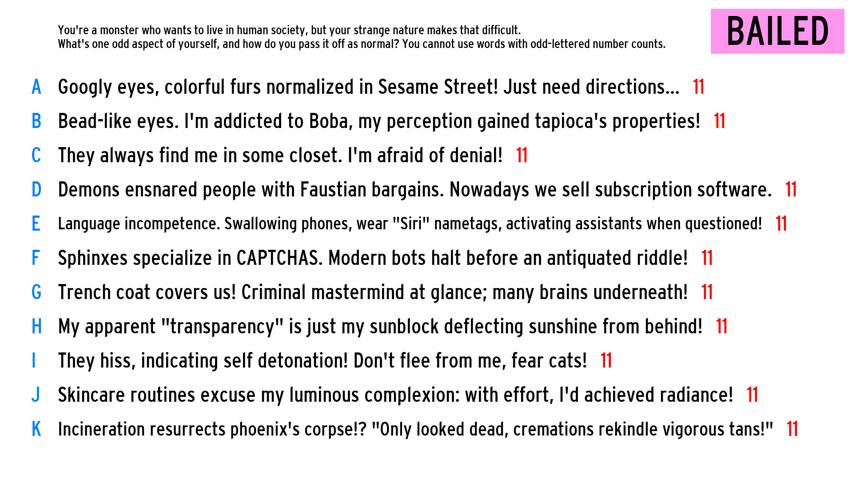 You're a monster who wants to live in human society, but your strange nature makes that difficult.
What's one odd aspect of yourself, and how do you pass it off as normal? You cannot use words with odd-lettered number counts.
BAILED
A Googly eyes, colorful furs normalized in Sesame Street! Just need directions... 11
B Bead-like eyes. I'm addicted to Boba, my perception gained tapioca's properties! 11
C They always find me in some closet. I'm afraid of denial! 11
D Demons ensnared people with Faustian bargains. Nowadays we sell subscription software. 11
E Language incompetence. Swallowing phones, wear "Siri" nametags, activating assistants when questioned! 11
F Sphinxes specialize in CAPTCHAS. Modern bots halt before an antiquated riddle! 11
G Trench coat covers us! Criminal mastermind at glance; many brains underneath! 11
H My apparent "transparency" is just my sunblock deflecting sunshine from behind! 11
I They hiss, indicating self detonation! Don't flee from me, fear cats! 11
J Skincare routines excuse my luminous complexion: with effort, I'd achieved radiance! 11
K Incineration resurrects phoenix's corpse!? "Only looked dead, cremations rekindle vigorous tans!" 11